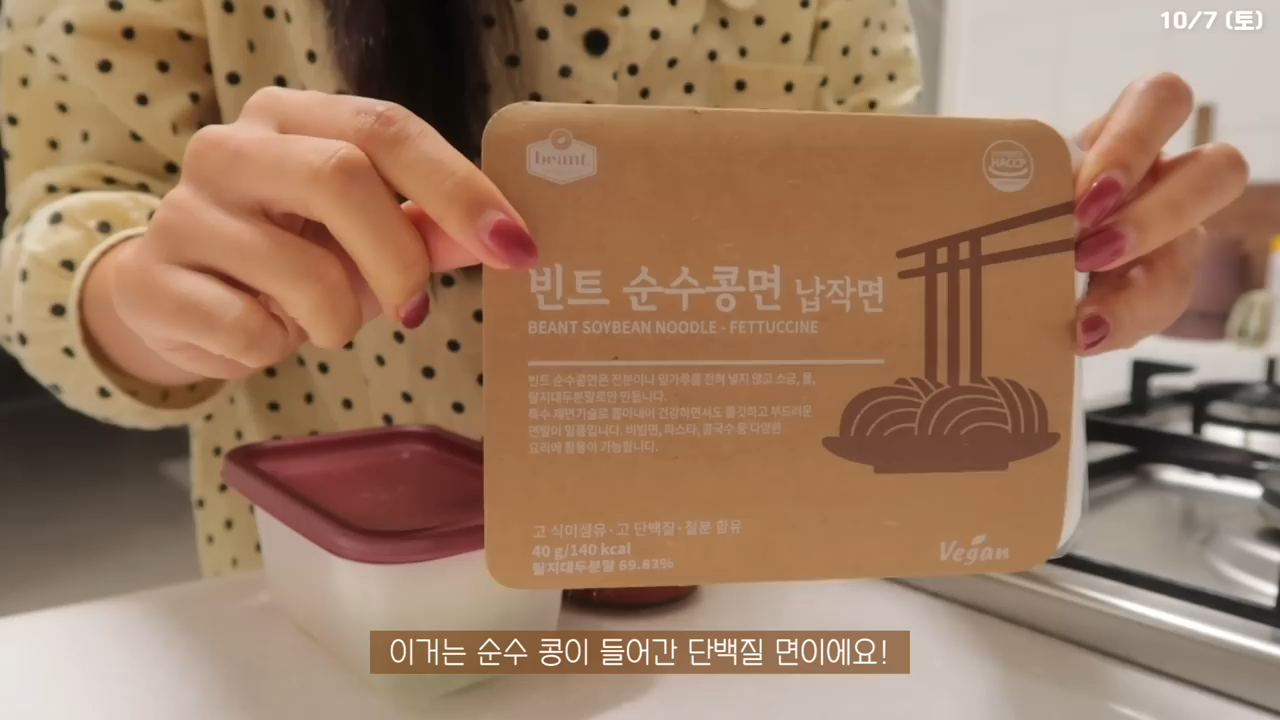 10/7 (토)
beant.
HACCP
빈트 순수콩면 납작면
BEANT SOYBEAN NOODLE - FETTUCCINE
빈트 순수콩면은 전분이나 밀가루를 전혀 넣지 않고 소금, 물,
탈지대두분말로만 만듭니다.
특수 제면기술로 뽑아내어 건강하면서도 쫄깃하고 부드러운
면발이 일품입니다. 비빔면, 파스타, 콩국수 등 다양한
요리에 활용이 가능합니다.
고 식이섬유 · 고 단백질 · 철분 함유
40 g/140 kcal
탈지대두분말 69.83%
Vegan
이거는 순수 콩이 들어간 단백질 면이에요!